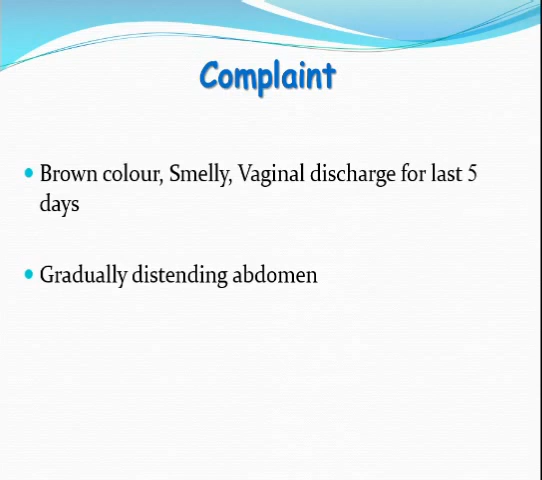 Complaint
Brown colour, Smelly, Vaginal discharge for last 5
days
Gradually distending abdomen